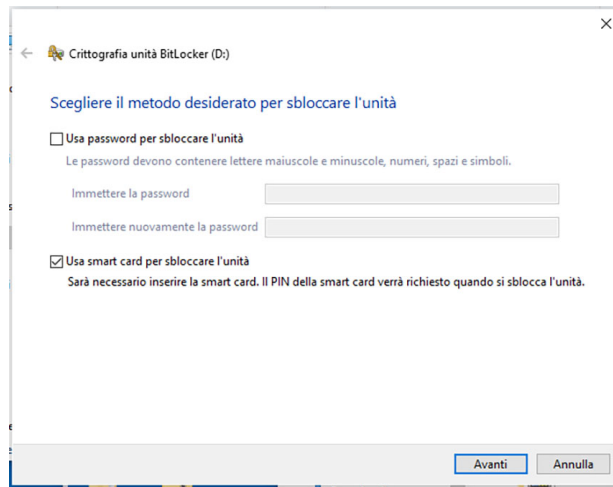 Crittografia unità BitLocker (D:)
Scegliere il metodo desiderato per sbloccare l'unità
Usa password per sbloccare l'unità
Le password devono contenere lettere maiuscole e minuscole, numeri, spazi e simboli.
Immettere la password
Immettere nuovamente la password
Usa smart card per sbloccare l'unità
Sarà necessario inserire la smart card. Il PIN della smart card verrà richiesto quando si sblocca l'unità.
Avanti Annulla